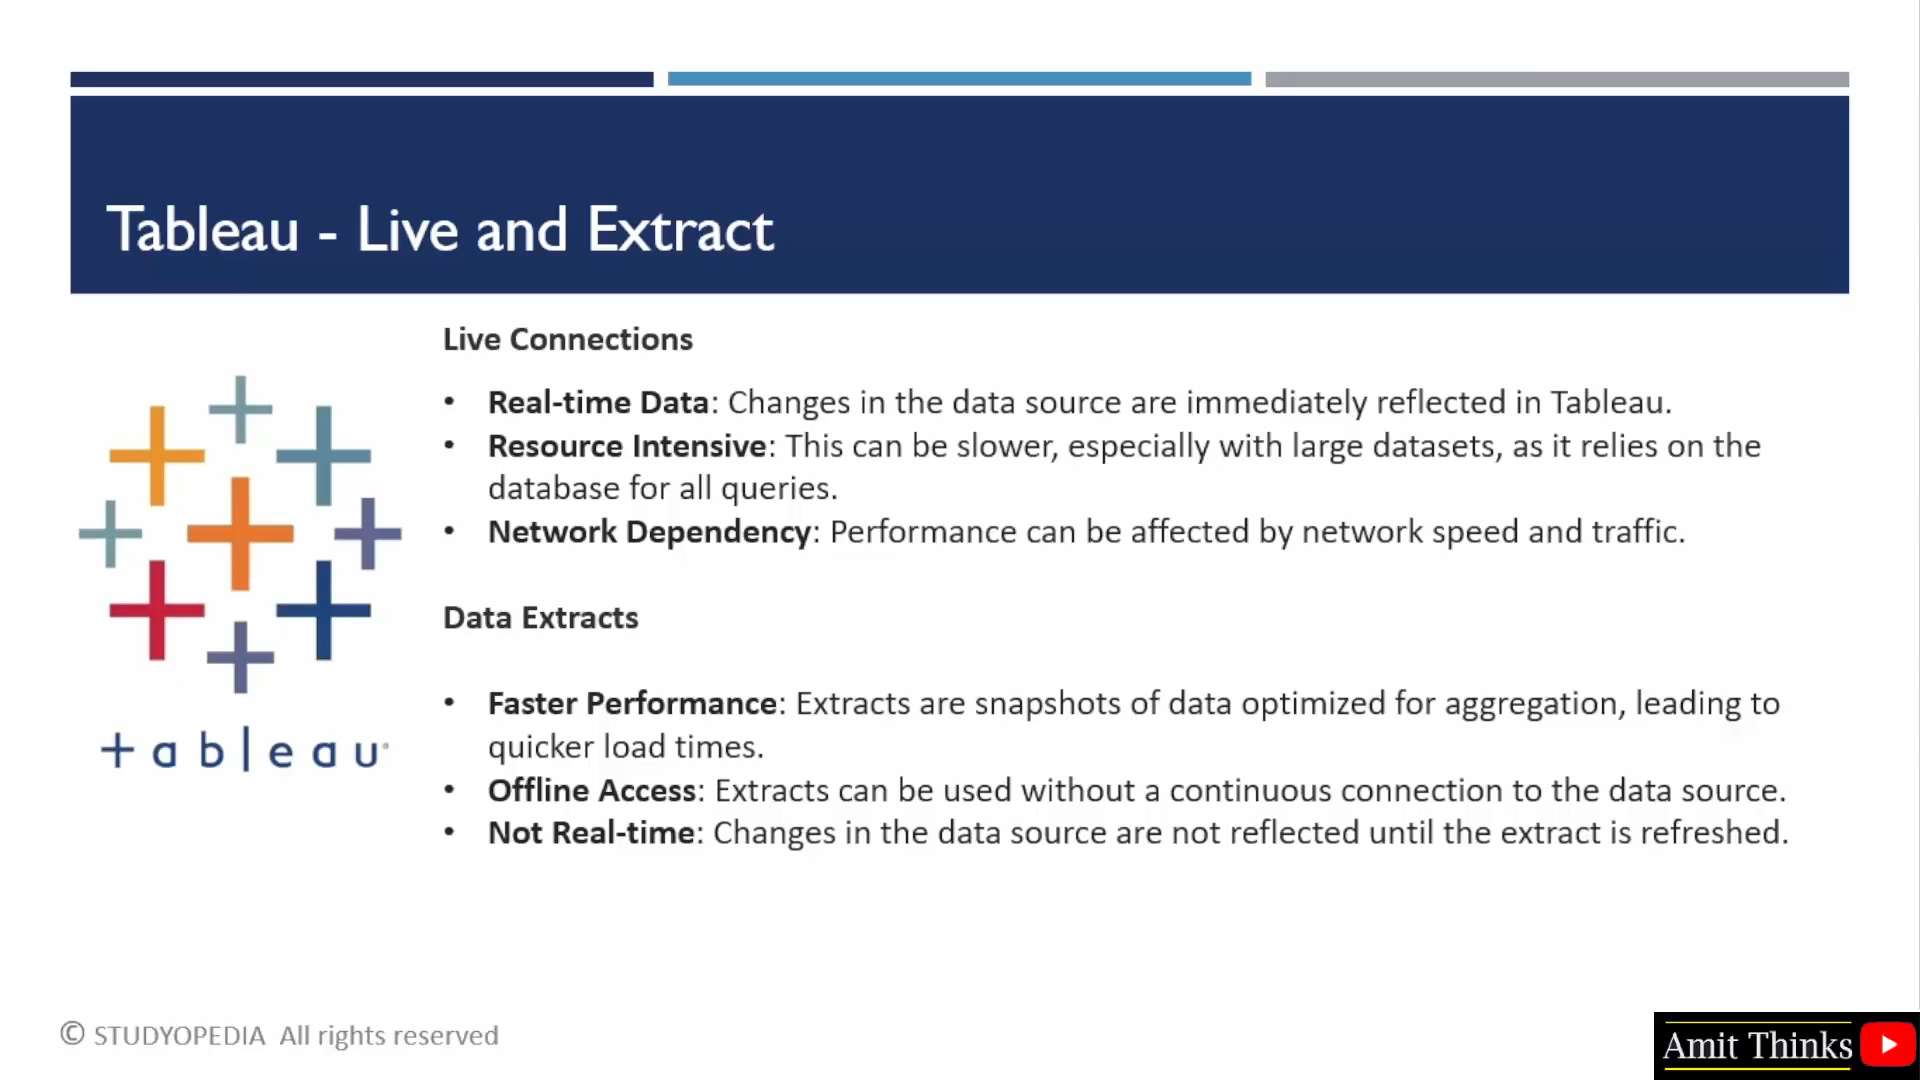 Tableau - Live and Extract
Live Connections
• Real-time Data: Changes in the data source are immediately reflected in Tableau.
• Resource Intensive: This can be slower, especially with large datasets, as it relies on the
database for all queries.
• Network Dependency: Performance can be affected by network speed and traffic.
Data Extracts
• Faster Performance: Extracts are snapshots of data optimized for aggregation, leading to
quicker load times.
• Offline Access: Extracts can be used without a continuous connection to the data source.
• Not Real-time: Changes in the data source are not reflected until the extract is refreshed.
+ableau®
© STUDYOPEDIA All rights reserved
Amit Thinks